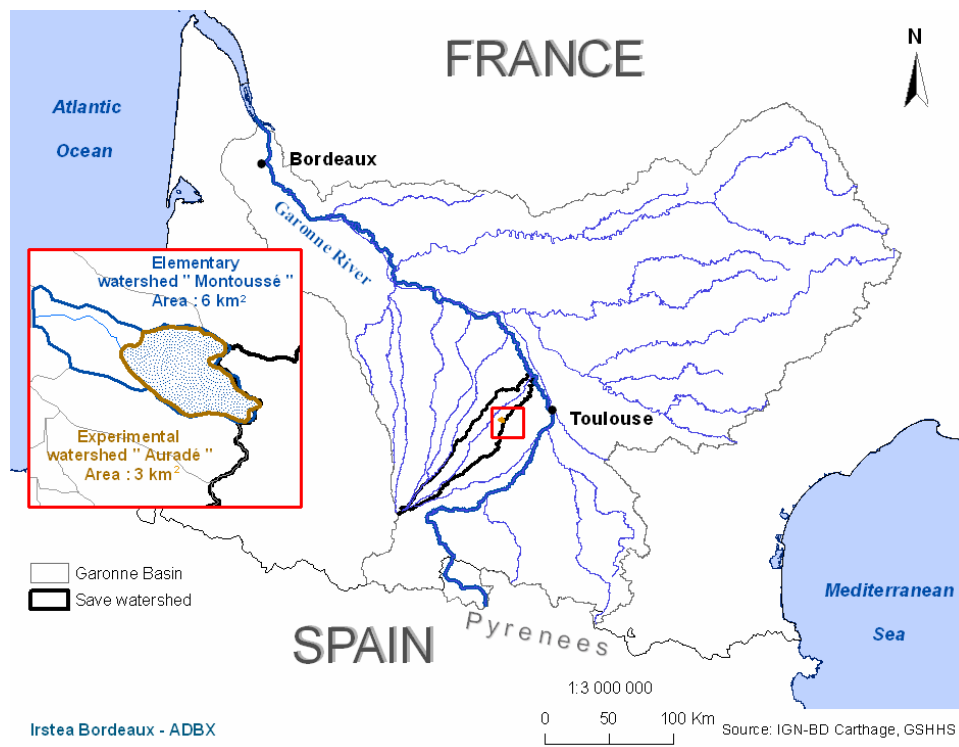 FRANCE
N
Atlantic
Ocean
Bordeaux
Garonne River
Elementary
watershed " Montoussé "
Area : 6 km²
Experimental
watershed " Auradé "
Area : 3 km²
Toulouse
Garonne Basin
Save watershed
Mediterranean
Sea
SPAIN
Pyrenees
1:3 000 000
0 50 100 Km
Irstea Bordeaux - ADBX
Source: IGN-BD Carthage, GSHHS